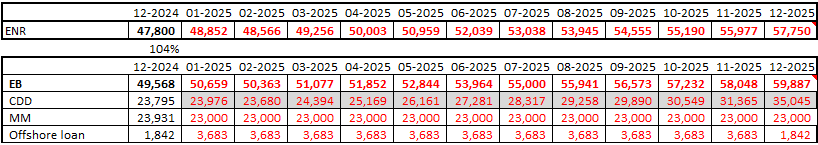 12-2024 01-2025 02-2025 03-2025 04-2025 05-2025 06-2025 07-2025 08-2025 09-2025 10-2025 11-2025 12-2025
ENR 47,800 48,852 48,566 49,256 50,003 50,959 52,039 53,038 53,945 54,555 55,190 55,977 57,750
104%
12-2024 01-2025 02-2025 03-2025 04-2025 05-2025 06-2025 07-2025 08-2025 09-2025 10-2025 11-2025 12-2025
EB 49,568 50,659 50,363 51,077 51,852 52,844 53,964 55,000 55,941 56,573 57,232 58,048 59,887
CDD 23,795 23,976 23,680 24,394 25,169 26,161 27,281 28,317 29,258 29,890 30,549 31,365 35,045
MM 23,931 23,000 23,000 23,000 23,000 23,000 23,000 23,000 23,000 23,000 23,000 23,000 23,000
Offshore loan 1,842 3,683 3,683 3,683 3,683 3,683 3,683 3,683 3,683 3,683 3,683 3,683 1,842